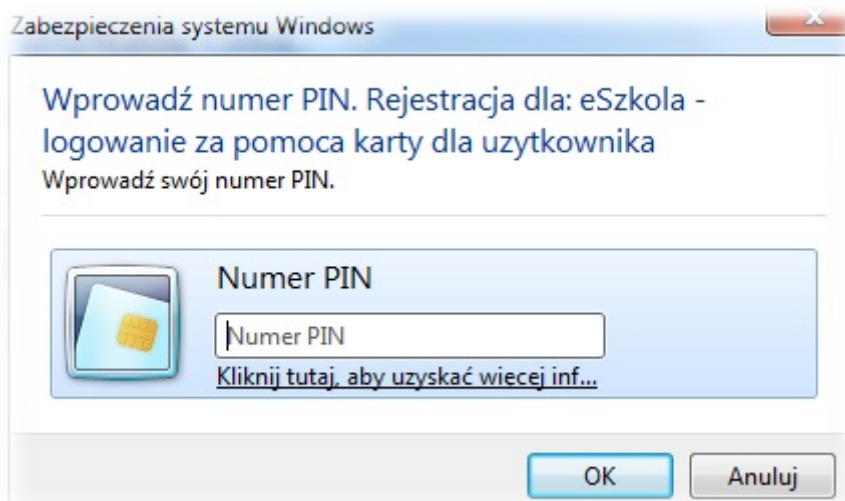 Zabezpieczenia systemu Windows
Wprowadź numer PIN. Rejestracja dla: eSzkola -
logowanie za pomoca karty dla uzytkownika
Wprowadź swój numer PIN.
Numer PIN
Numer PIN
Kliknij tutaj, aby uzyskać wiecej inf...
OK
Anuluj